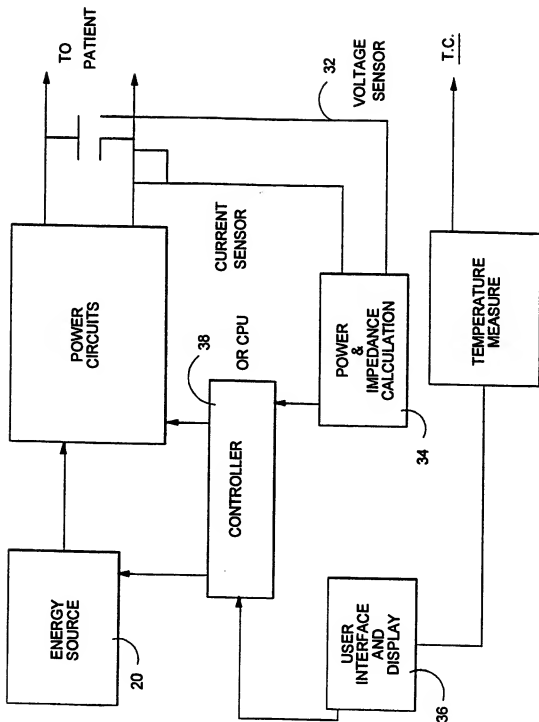 ENERGY
SOURCE
20
POWER
CIRCUITS
TO
PATIENT
32
VOLTAGE
SENSOR
CURRENT
SENSOR
38
OR CPU
CONTROLLER
POWER
&
IMPEDANCE
CALCULATION
34
USER
INTERFACE
AND
DISPLAY
36
TEMPERATURE
MEASURE
T.C.